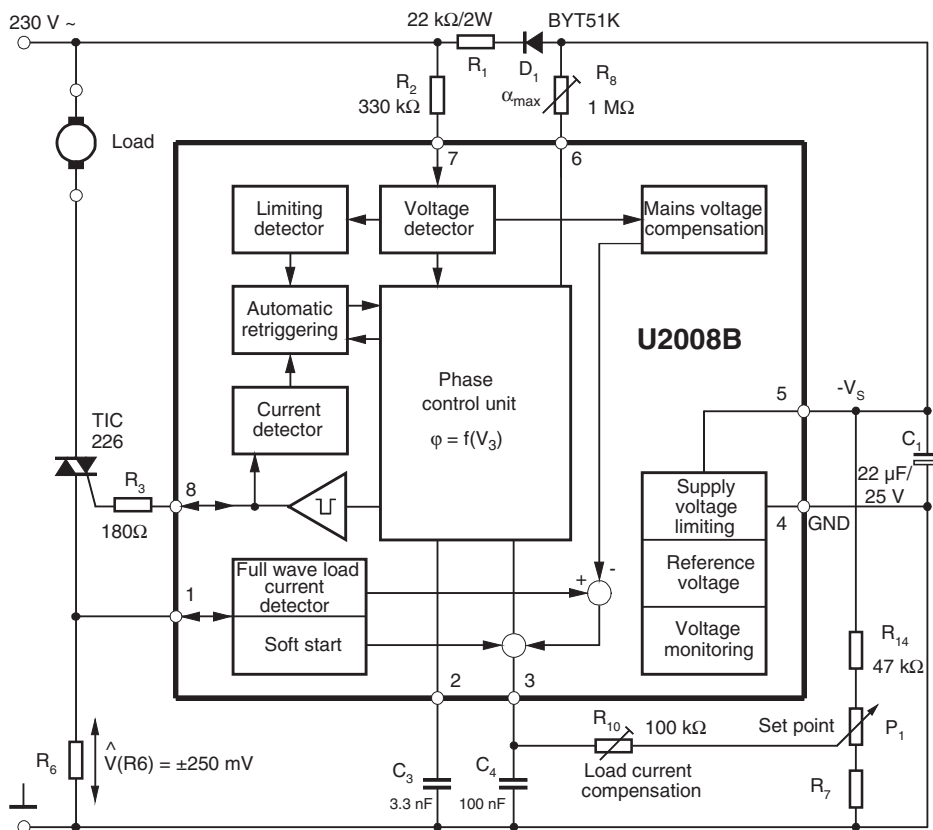 230 V ~
22 kΩ/2W
BYT51K
R1
D1
R2
330 kΩ
αmax
R8
1 MΩ
Load
7
6
Limiting
detector
Voltage
detector
Mains voltage
compensation
Automatic
retriggering
U2008B
Phase
control unit
φ = f(V3)
Current
detector
TIC
226
R3
180Ω
8
5
-VS
C1
22 μF/
25 V
Supply
voltage
limiting
4
GND
Reference
voltage
Voltage
monitoring
Full wave load
current
detector
Soft start
+
-
1
2
3
R14
47 kΩ
Set point
P1
R10
100 kΩ
Load current
compensation
R7
R6
^
V(R6) = ±250 mV
C3
3.3 nF
C4
100 nF